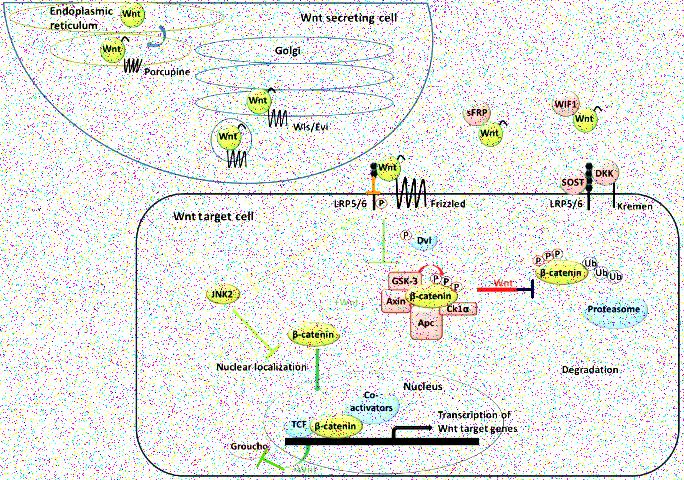 Endoplasmic
reticulum
Wnt
Wnt secreting cell
Wnt
Porcupine
Golgi
Wnt
Wls/Evi
Wnt
sFRP
Wnt
WIF1
Wnt
Wnt
SOST
DKK
LRP5/6
P
Frizzled
LRP5/6
Kremen
Wnt target cell
P
Dvl
GSK-3
P
P
P
Axin
β-catenin
Ck1α
Apc
Wnt
P
P
P
β-catenin
Ub
Ub
Ub
Proteasome
JNK2
β-catenin
Nuclear localization
Degradation
Nucleus
Co-
activators
TCF
β-catenin
Transcription of
Wnt target genes
Groucho